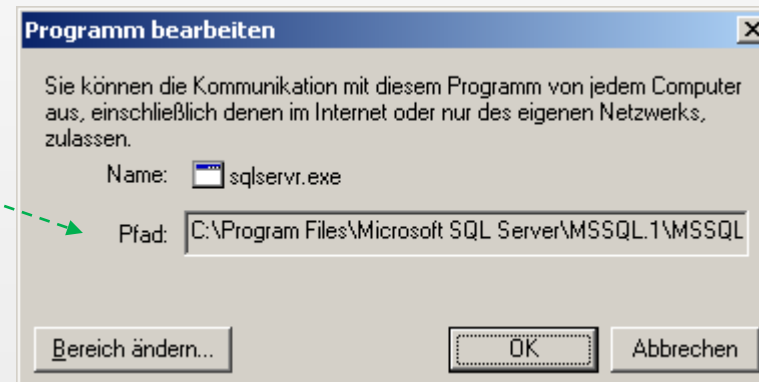 Programm bearbeiten
Sie können die Kommunikation mit diesem Programm von jedem Computer
aus, einschließlich denen im Internet oder nur des eigenen Netzwerks,
zulassen.
Name: sqlservr.exe
Pfad: C:\Program Files\Microsoft SQL Server\MSSQL.1\MSSQL
Bereich ändern... OK Abbrechen